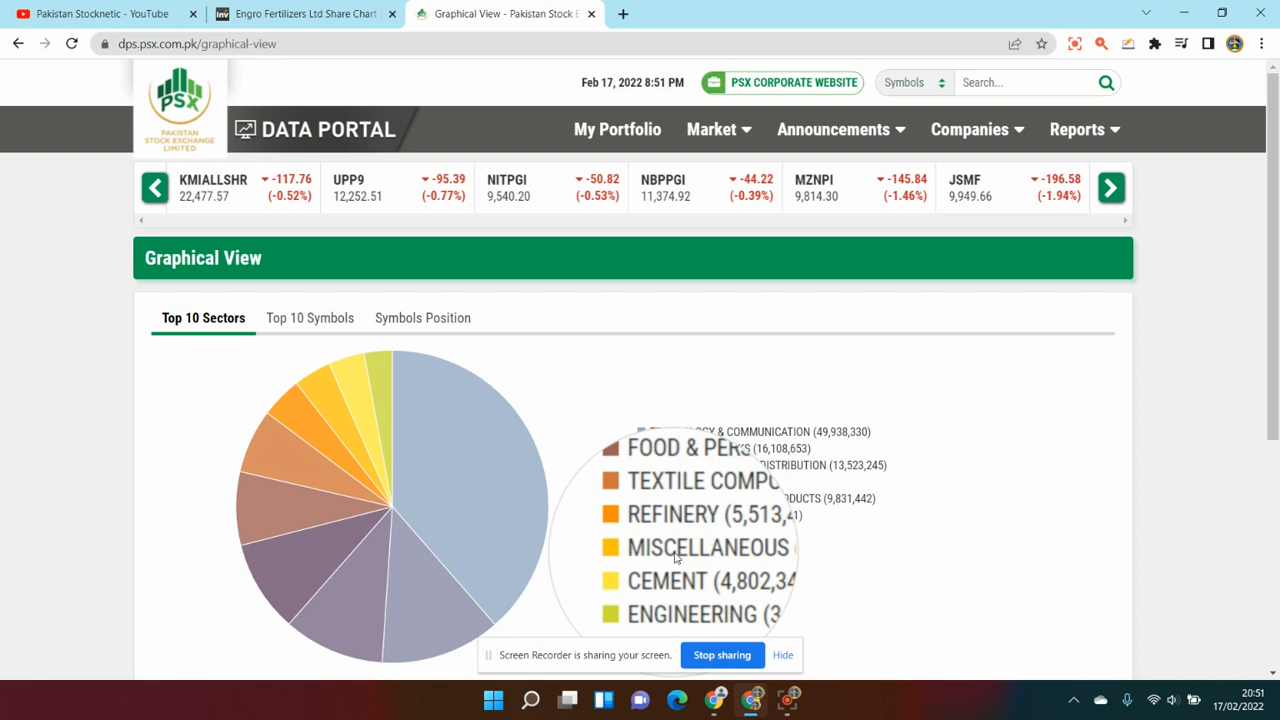 Pakistan Stocknetic - YouTube
Engro Fertilizers Ltd Share Chart
Graphical View - Pakistan Stock E
dps.psx.com.pk/graphical-view
PSX
PAKISTAN
STOCK EXCHANGE
LIMITED
Feb 17, 2022 8:51 PM
PSX CORPORATE WEBSITE
Symbols
Search...
DATA PORTAL
My Portfolio
Market
Announcements
Companies
Reports
KMIALLSHR -117.76
22,477.57 (-0.52%)
UPP9 -95.39
12,252.51 (-0.77%)
NITPGI -50.82
9,540.20 (-0.53%)
NBPPGI -44.22
11,374.92 (-0.39%)
MZNPI -145.84
9,814.30 (-1.46%)
JSMF -196.58
9,949.66 (-1.94%)
Graphical View
Top 10 Sectors
Top 10 Symbols
Symbols Position
& COMMUNICATION (49,938,330)
(16,108,653)
DISTRIBUTION (13,523,245)
(9,831,442)
FOOD & PERS
TEXTILE COMPO
REFINERY (5,513,
MISCELLANEOUS
CEMENT (4,802,34
ENGINEERING (3
Screen Recorder is sharing your screen.
Stop sharing
Hide
20:51
17/02/2022